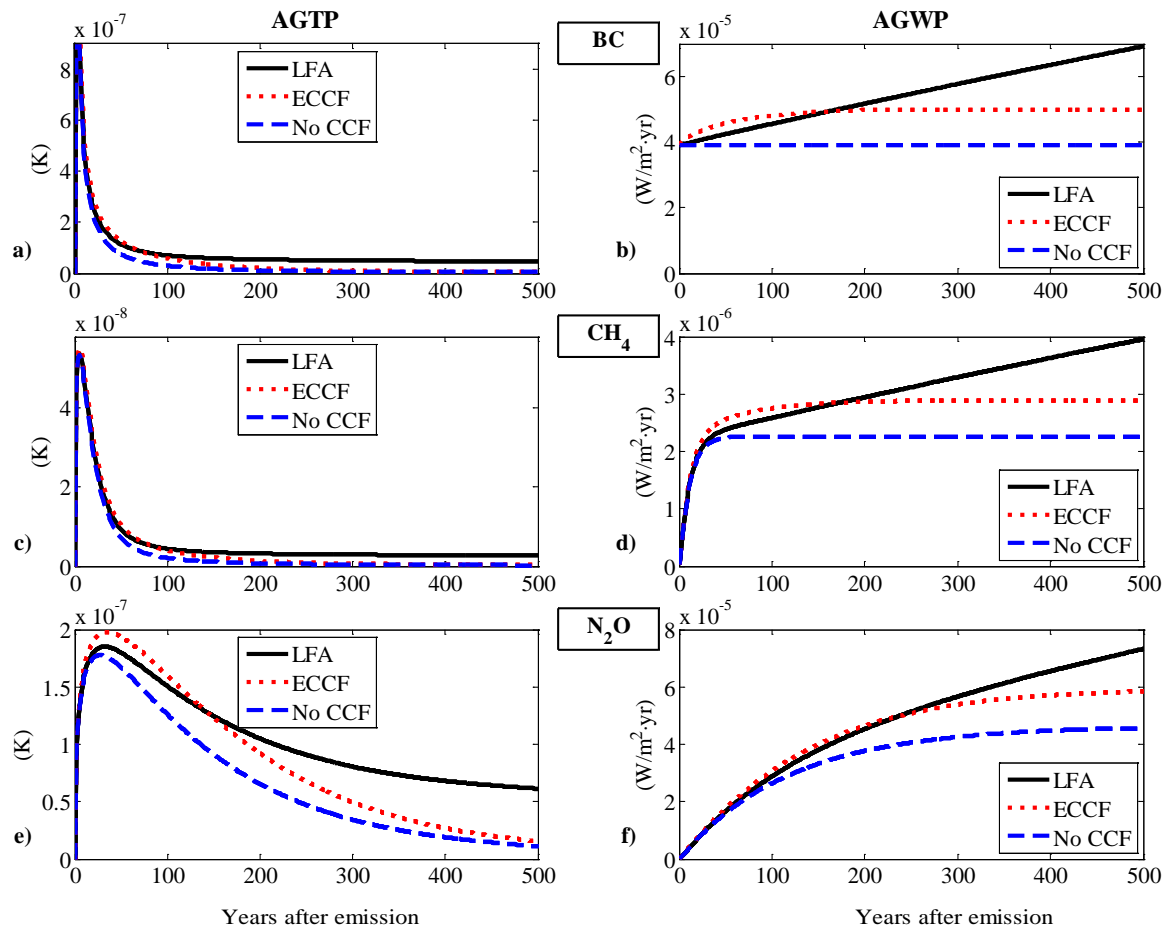 AGTP
AGWP
BC
x 10⁻⁷
8
6
4
2
0
(K)
a)
LFA
ECCF
No CCF
0 100 200 300 400 500
x 10⁻⁵
6
4
2
0
(W/m²·yr)
b)
LFA
ECCF
No CCF
0 100 200 300 400 500
CH₄
x 10⁻⁸
4
2
0
(K)
c)
LFA
ECCF
No CCF
0 100 200 300 400 500
x 10⁻⁶
4
3
2
1
0
(W/m²·yr)
d)
LFA
ECCF
No CCF
0 100 200 300 400 500
N₂O
x 10⁻⁷
2
1.5
1
0.5
0
(K)
e)
LFA
ECCF
No CCF
0 100 200 300 400 500
Years after emission
x 10⁻⁵
8
6
4
2
0
(W/m²·yr)
f)
LFA
ECCF
No CCF
0 100 200 300 400 500
Years after emission